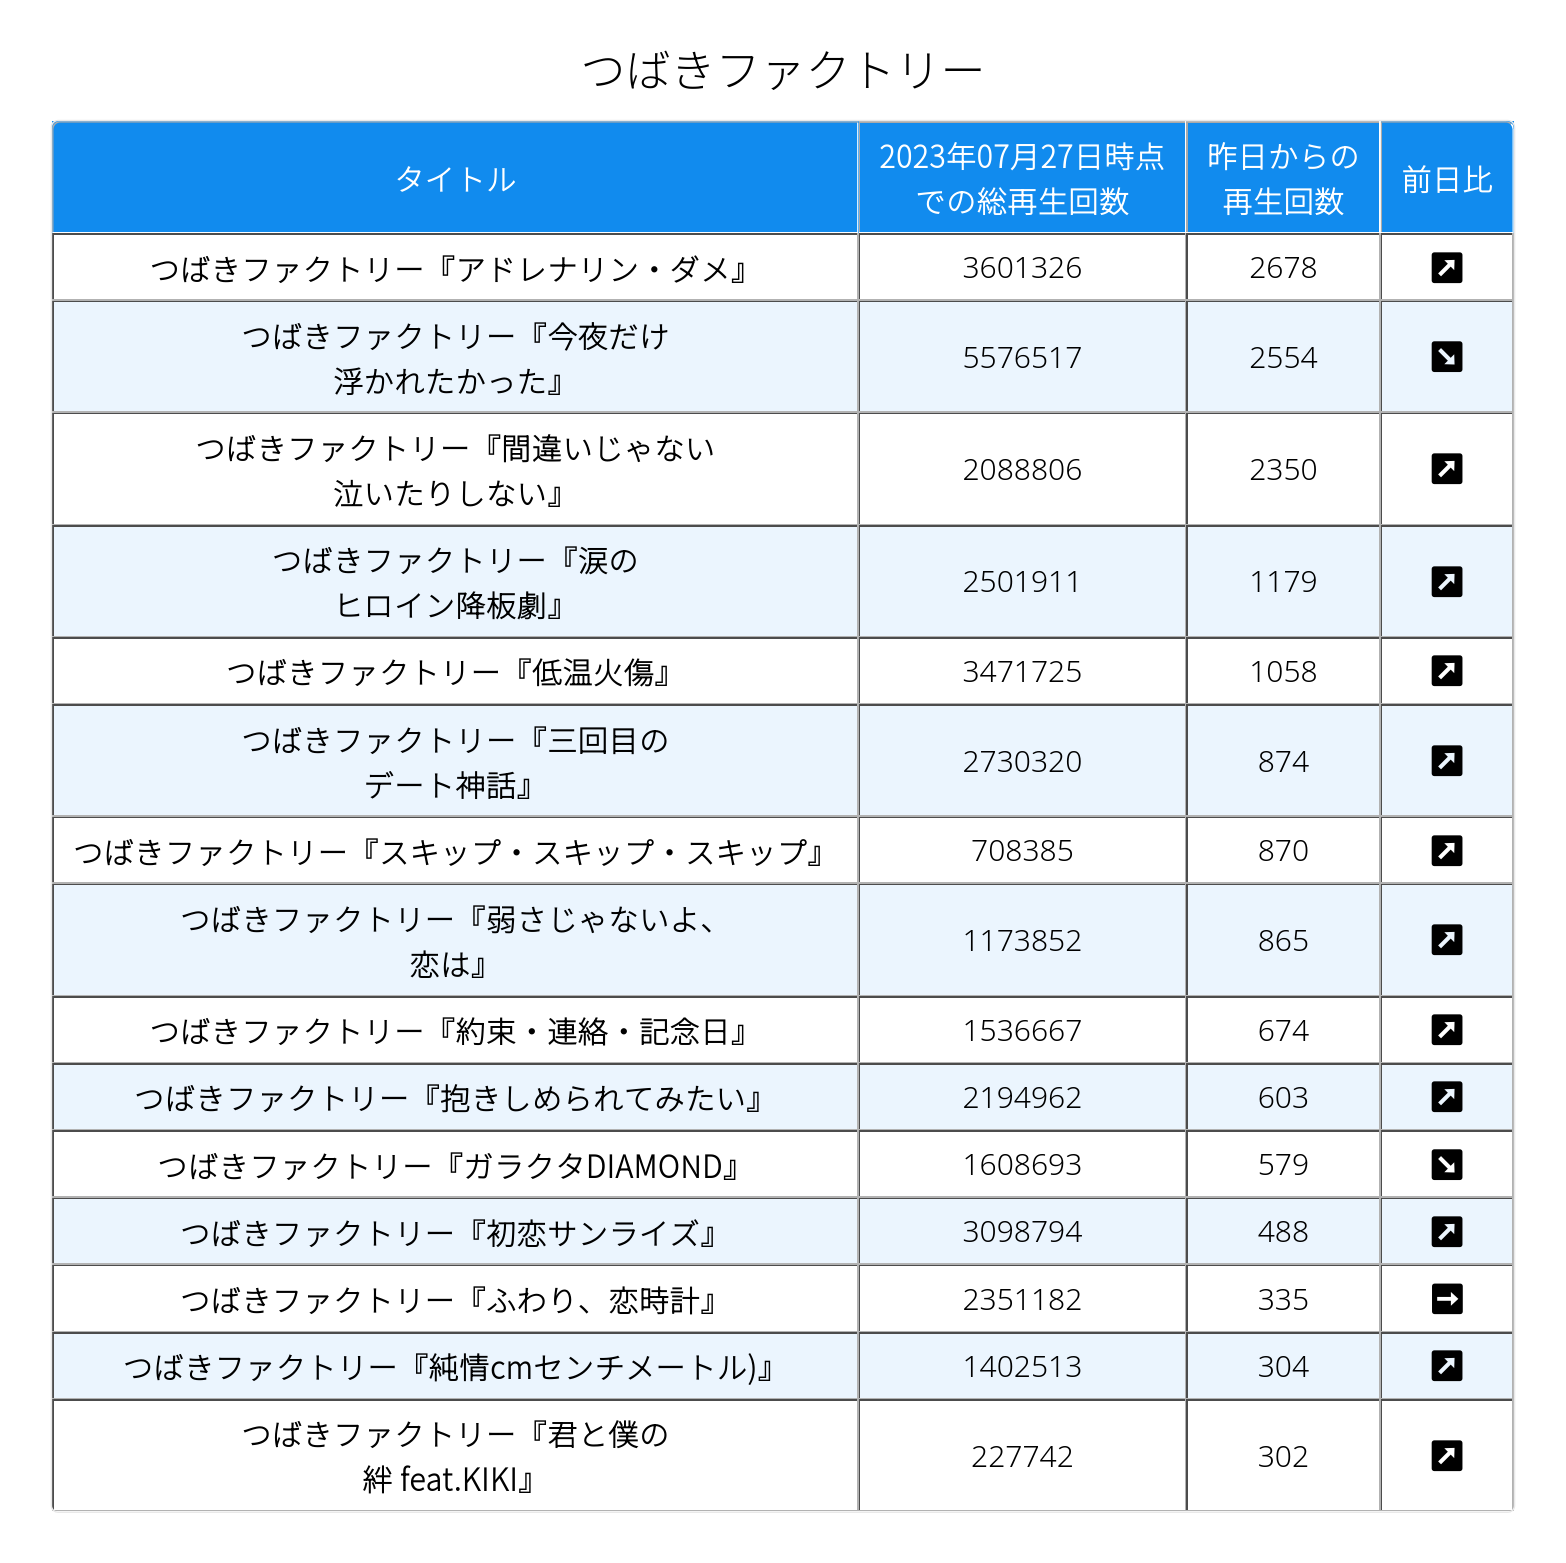 つばきファクトリー
タイトル
2023年07月27日時点
での総再生回数
昨日からの
再生回数
前日比
つばきファクトリー『アドレナリン・ダメ』 3601326 2678 ↗
つばきファクトリー『今夜だけ
浮かれたかった』 5576517 2554 ↘
つばきファクトリー『間違いじゃない
泣いたりしない』 2088806 2350 ↗
つばきファクトリー『涙の
ヒロイン降板劇』 2501911 1179 ↗
つばきファクトリー『低温火傷』 3471725 1058 ↗
つばきファクトリー『三回目の
デート神話』 2730320 874 ↗
つばきファクトリー『スキップ・スキップ・スキップ』 708385 870 ↗
つばきファクトリー『弱さじゃないよ、
恋は』 1173852 865 ↗
つばきファクトリー『約束・連絡・記念日』 1536667 674 ↗
つばきファクトリー『抱きしめられてみたい』 2194962 603 ↗
つばきファクトリー『ガラクタDIAMOND』 1608693 579 ↘
つばきファクトリー『初恋サンライズ』 3098794 488 ↗
つばきファクトリー『ふわり、恋時計』 2351182 335 →
つばきファクトリー『純情cmセンチメートル)』 1402513 304 ↗
つばきファクトリー『君と僕の
絆 feat.KIKI』 227742 302 ↗